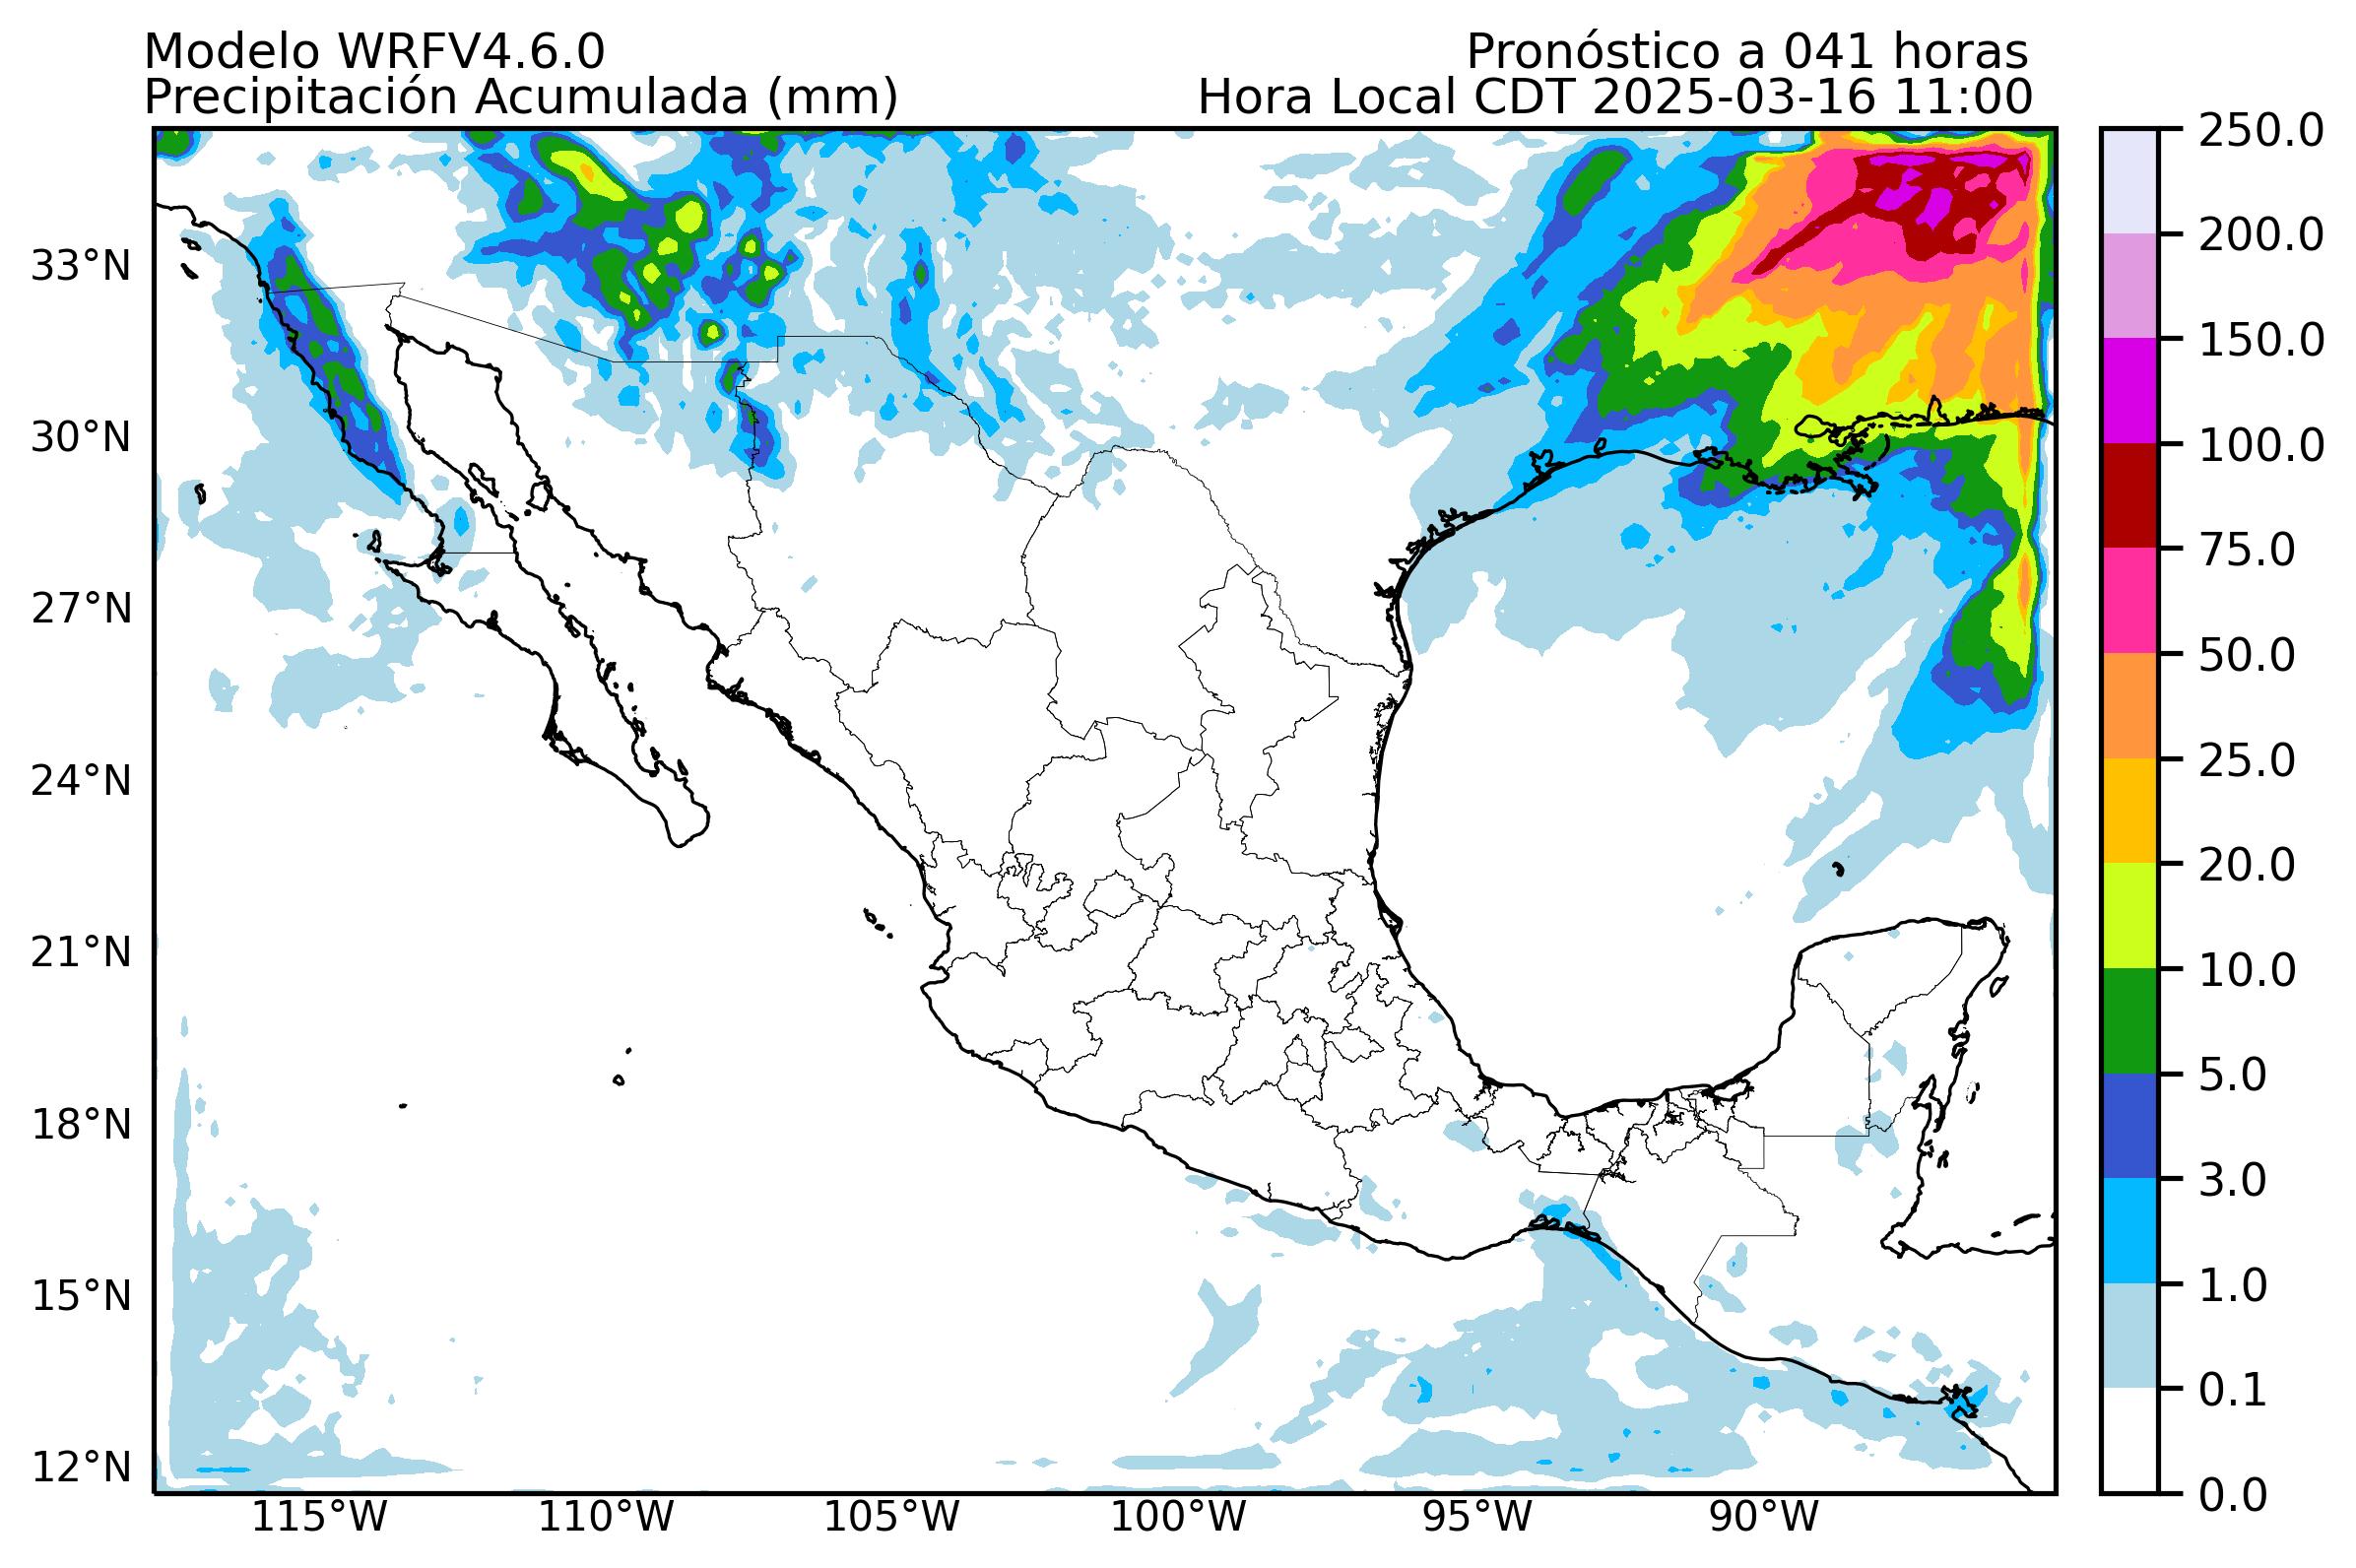 Modelo WRFV4.6.0
Pronóstico a 041 horas
Precipitación Acumulada (mm)
Hora Local CDT 2025-03-16 11:00
33°N
30°N
27°N
24°N
21°N
18°N
15°N
12°N
115°W
110°W
105°W
100°W
95°W
90°W
250.0
200.0
150.0
100.0
75.0
50.0
25.0
20.0
10.0
5.0
3.0
1.0
0.1
0.0